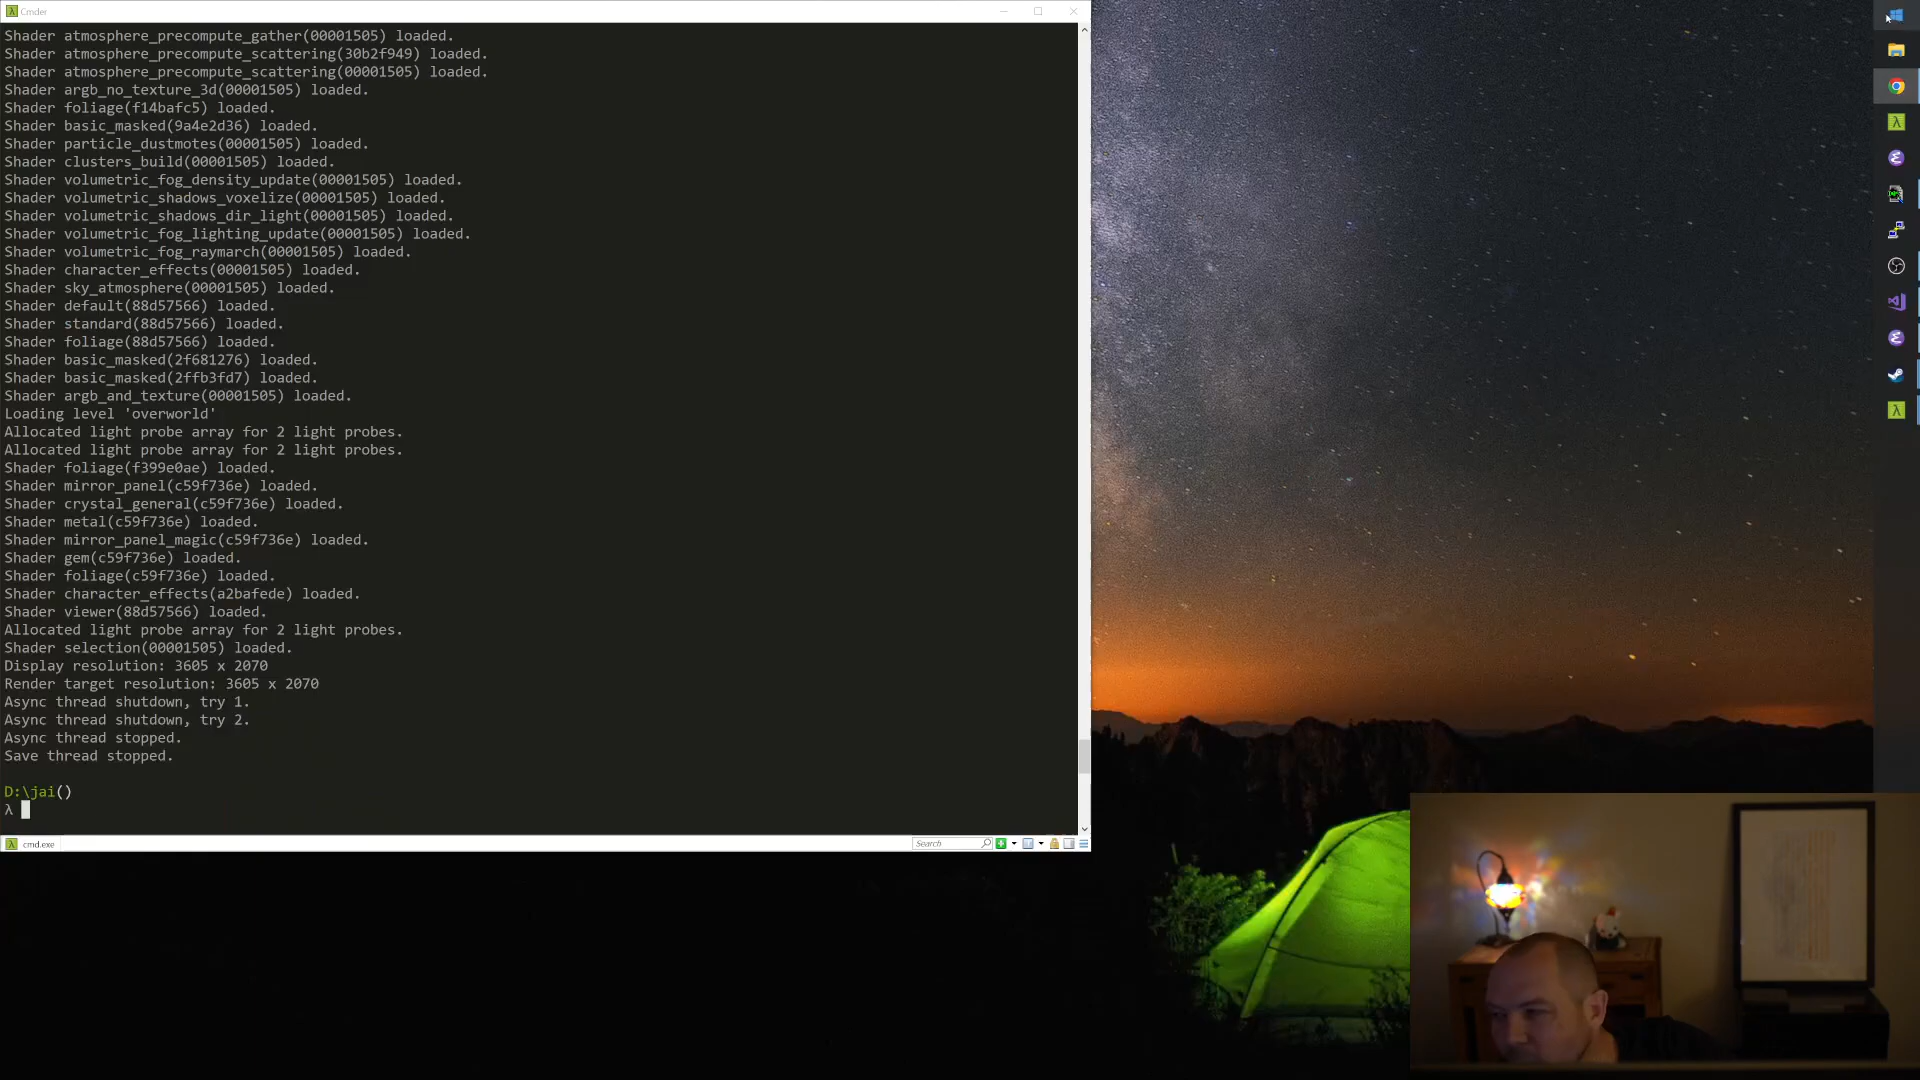 Cmder
Shader atmosphere_precompute_gather(00001505) loaded.
Shader atmosphere_precompute_scattering(30b2f949) loaded.
Shader atmosphere_precompute_scattering(00001505) loaded.
Shader argb_no_texture_3d(00001505) loaded.
Shader foliage(f14bafc5) loaded.
Shader basic_masked(9a4e2d36) loaded.
Shader particle_dustmotes(00001505) loaded.
Shader clusters_build(00001505) loaded.
Shader volumetric_fog_density_update(00001505) loaded.
Shader volumetric_shadows_voxelize(00001505) loaded.
Shader volumetric_shadows_dir_light(00001505) loaded.
Shader volumetric_fog_lighting_update(00001505) loaded.
Shader volumetric_fog_raymarch(00001505) loaded.
Shader character_effects(00001505) loaded.
Shader sky_atmosphere(00001505) loaded.
Shader default(88d57566) loaded.
Shader standard(88d57566) loaded.
Shader foliage(88d57566) loaded.
Shader basic_masked(2f681276) loaded.
Shader basic_masked(2ffb3fd7) loaded.
Shader argb_and_texture(00001505) loaded.
Loading level 'overworld'
Allocated light probe array for 2 light probes.
Allocated light probe array for 2 light probes.
Shader foliage(f399e0ae) loaded.
Shader mirror_panel(c59f736e) loaded.
Shader crystal_general(c59f736e) loaded.
Shader metal(c59f736e) loaded.
Shader mirror_panel_magic(c59f736e) loaded.
Shader gem(c59f736e) loaded.
Shader foliage(c59f736e) loaded.
Shader character_effects(a2bafede) loaded.
Shader viewer(88d57566) loaded.
Allocated light probe array for 2 light probes.
Shader selection(00001505) loaded.
Display resolution: 3605 x 2070
Render target resolution: 3605 x 2070
Async thread shutdown, try 1.
Async thread shutdown, try 2.
Async thread stopped.
Save thread stopped.
D:\jai()
λ
cmd.exe
Search